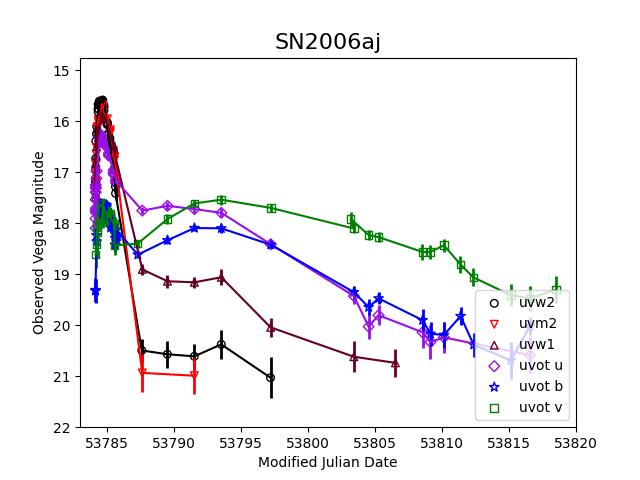 SN2006aj
Observed Vega Magnitude
15
16
17
18
19
20
21
22
uvw2
uvm2
uvw1
uvot u
uvot b
uvot v
53785 53790 53795 53800 53805 53810 53815 53820
Modified Julian Date